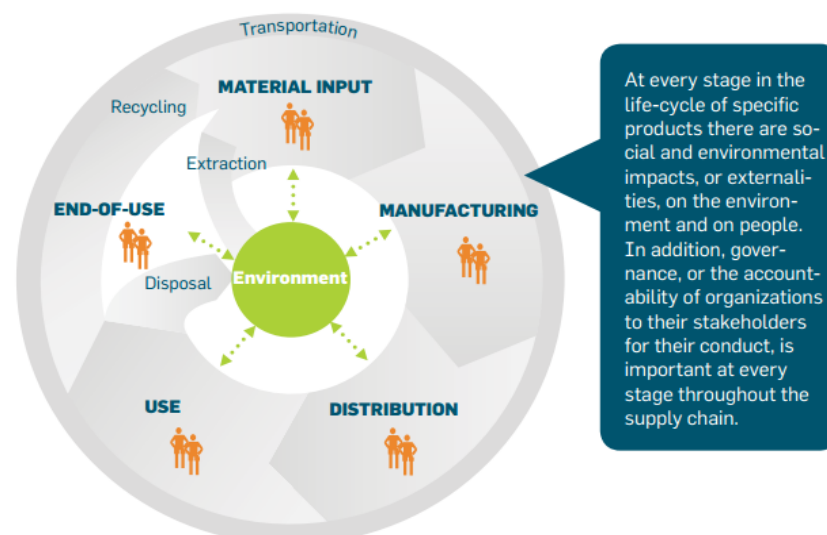 Transportation
MATERIAL INPUT
Recycling
Extraction
END-OF-USE
MANUFACTURING
Environment
Disposal
USE
DISTRIBUTION
At every stage in the
life-cycle of specific
products there are so-
cial and environmental
impacts, or externali-
ties, on the environ-
ment and on people.
In addition, gover-
nance, or the account-
ability of organizations
to their stakeholders
for their conduct, is
important at every
stage throughout the
supply chain.